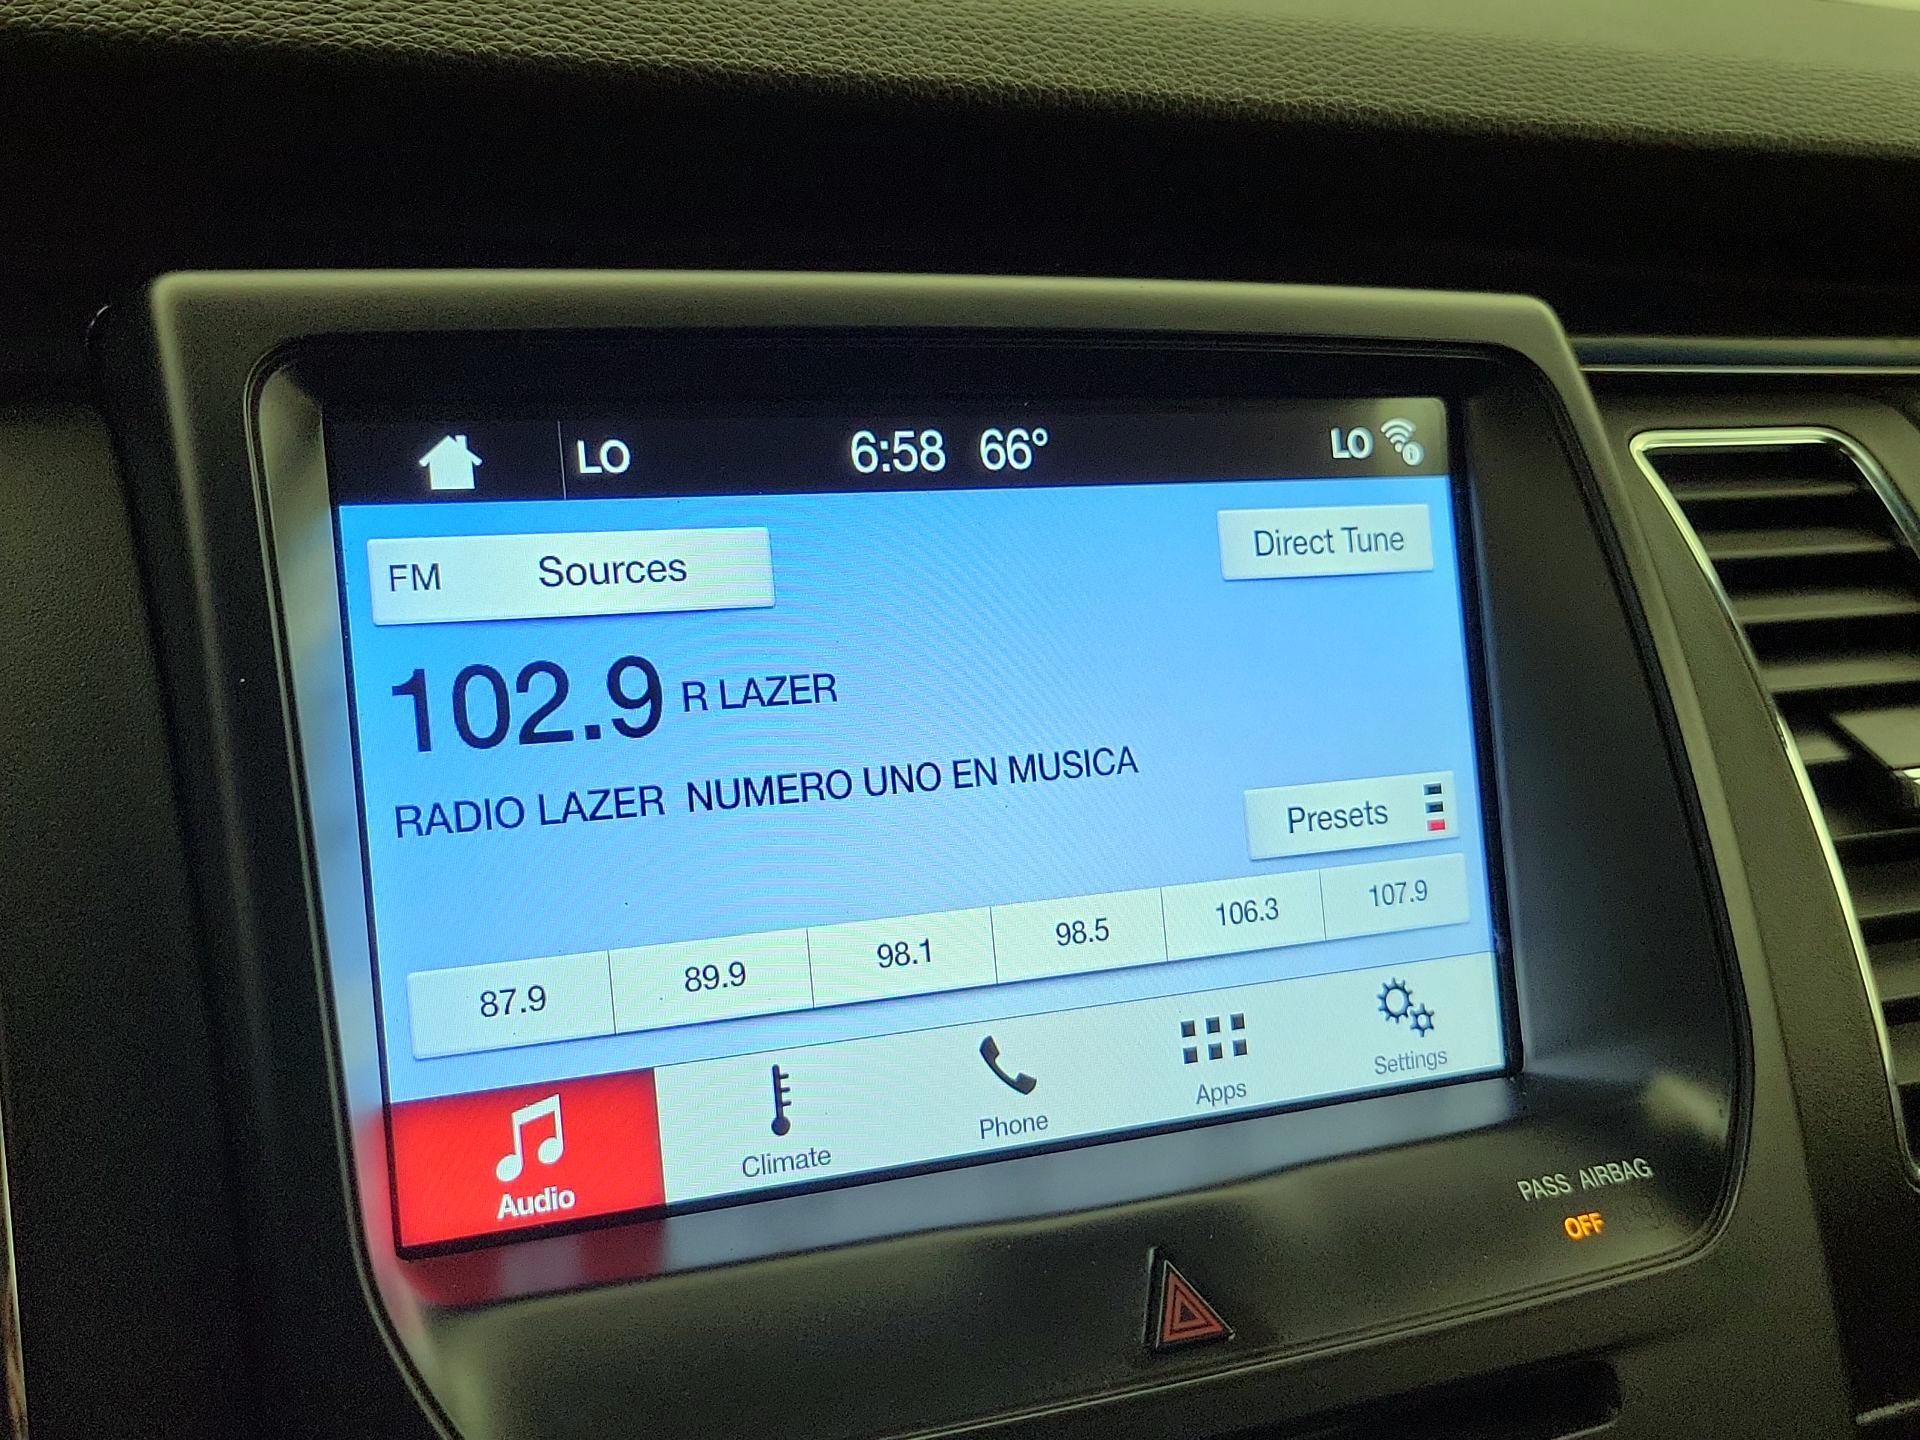 LO 6:58 66° LO
FM Sources
Direct Tune
102.9 R LAZER
RADIO LAZER NUMERO UNO EN MUSICA
Presets
87.9 89.9 98.1 98.5 106.3 107.9
Audio Climate Phone Apps Settings
PASS AIRBAG
OFF